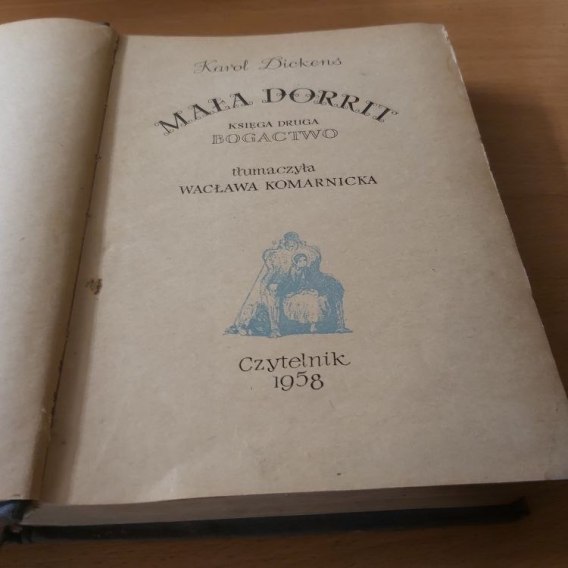 Karol Dickens
MAŁA DORRIT
KSIĘGA DRUGA
BOGACTWO
tłumaczyła
WACŁAWA KOMARNICKA
Czytelnik
1958